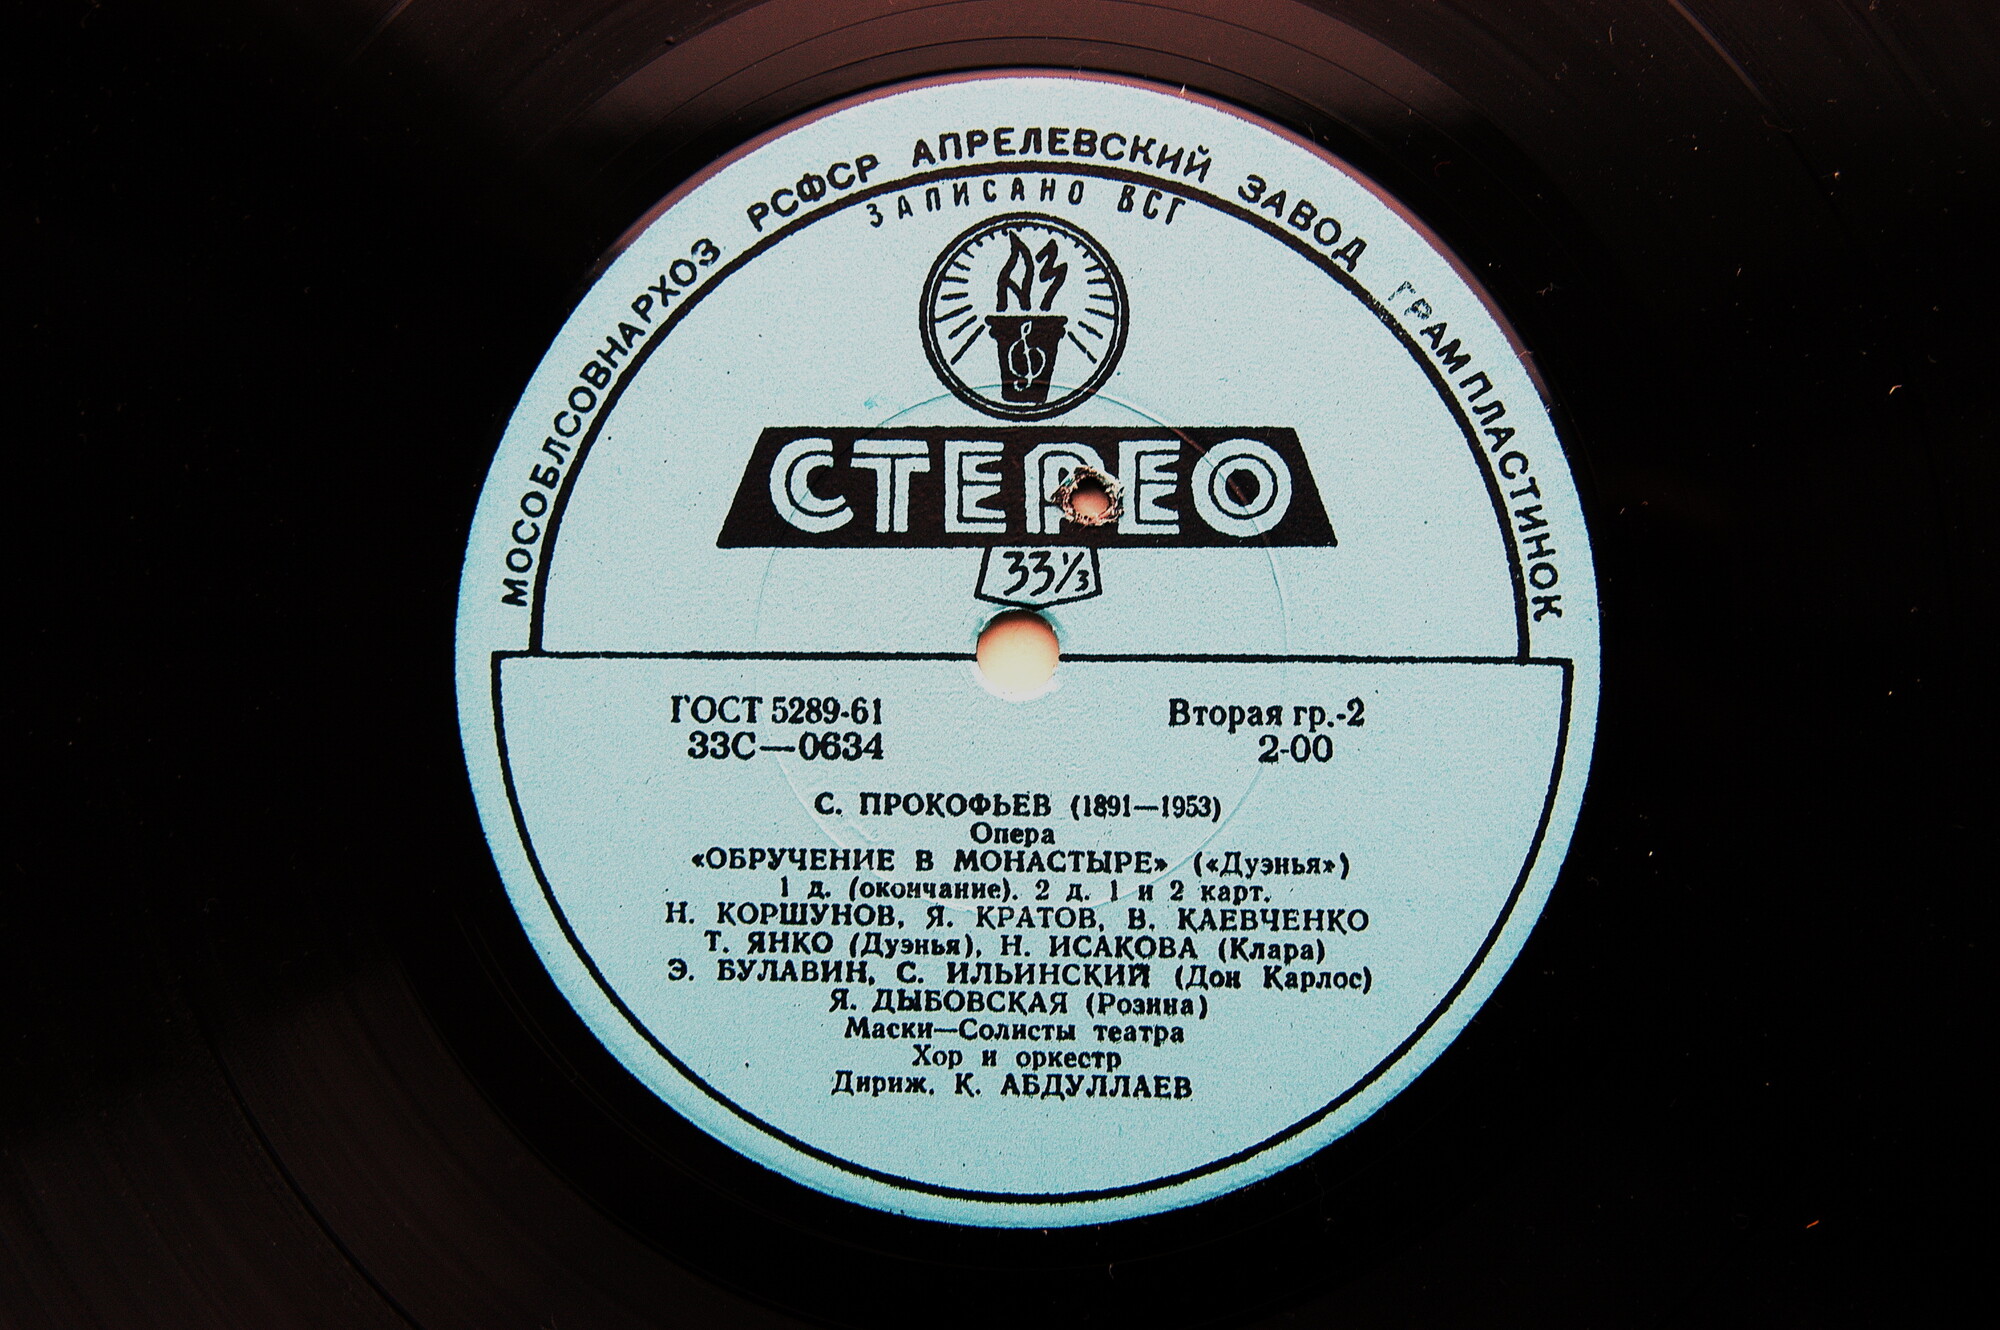 МОСОБЛСОВНАРХОЗ РСФСР АПРЕЛЕВСКИЙ ЗАВОД ГРАМПЛАСТИНОК
ЗАПИСАНО ВСГ
АЗ
СТЕРЕО
33⅓
ГОСТ 5289-61 Вторая гр.-2
33С—0634 2-00
С. ПРОКОФЬЕВ (1891—1953)
Опера
«ОБРУЧЕНИЕ В МОНАСТЫРЕ» («Дуэнья»)
1 д. (окончание). 2 д. 1 и 2 карт.
Н. КОРШУНОВ, Я. КРАТОВ, В. КАЕВЧЕНКО
Т. ЯНКО (Дуэнья), Н. ИСАКОВА (Клара)
Э. БУЛАВИН, С. ИЛЬИНСКИЙ (Дон Карлос)
Я. ДЫБОВСКАЯ (Розина)
Маски—Солисты театра
Хор и оркестр
Дириж. К. АБДУЛЛАЕВ